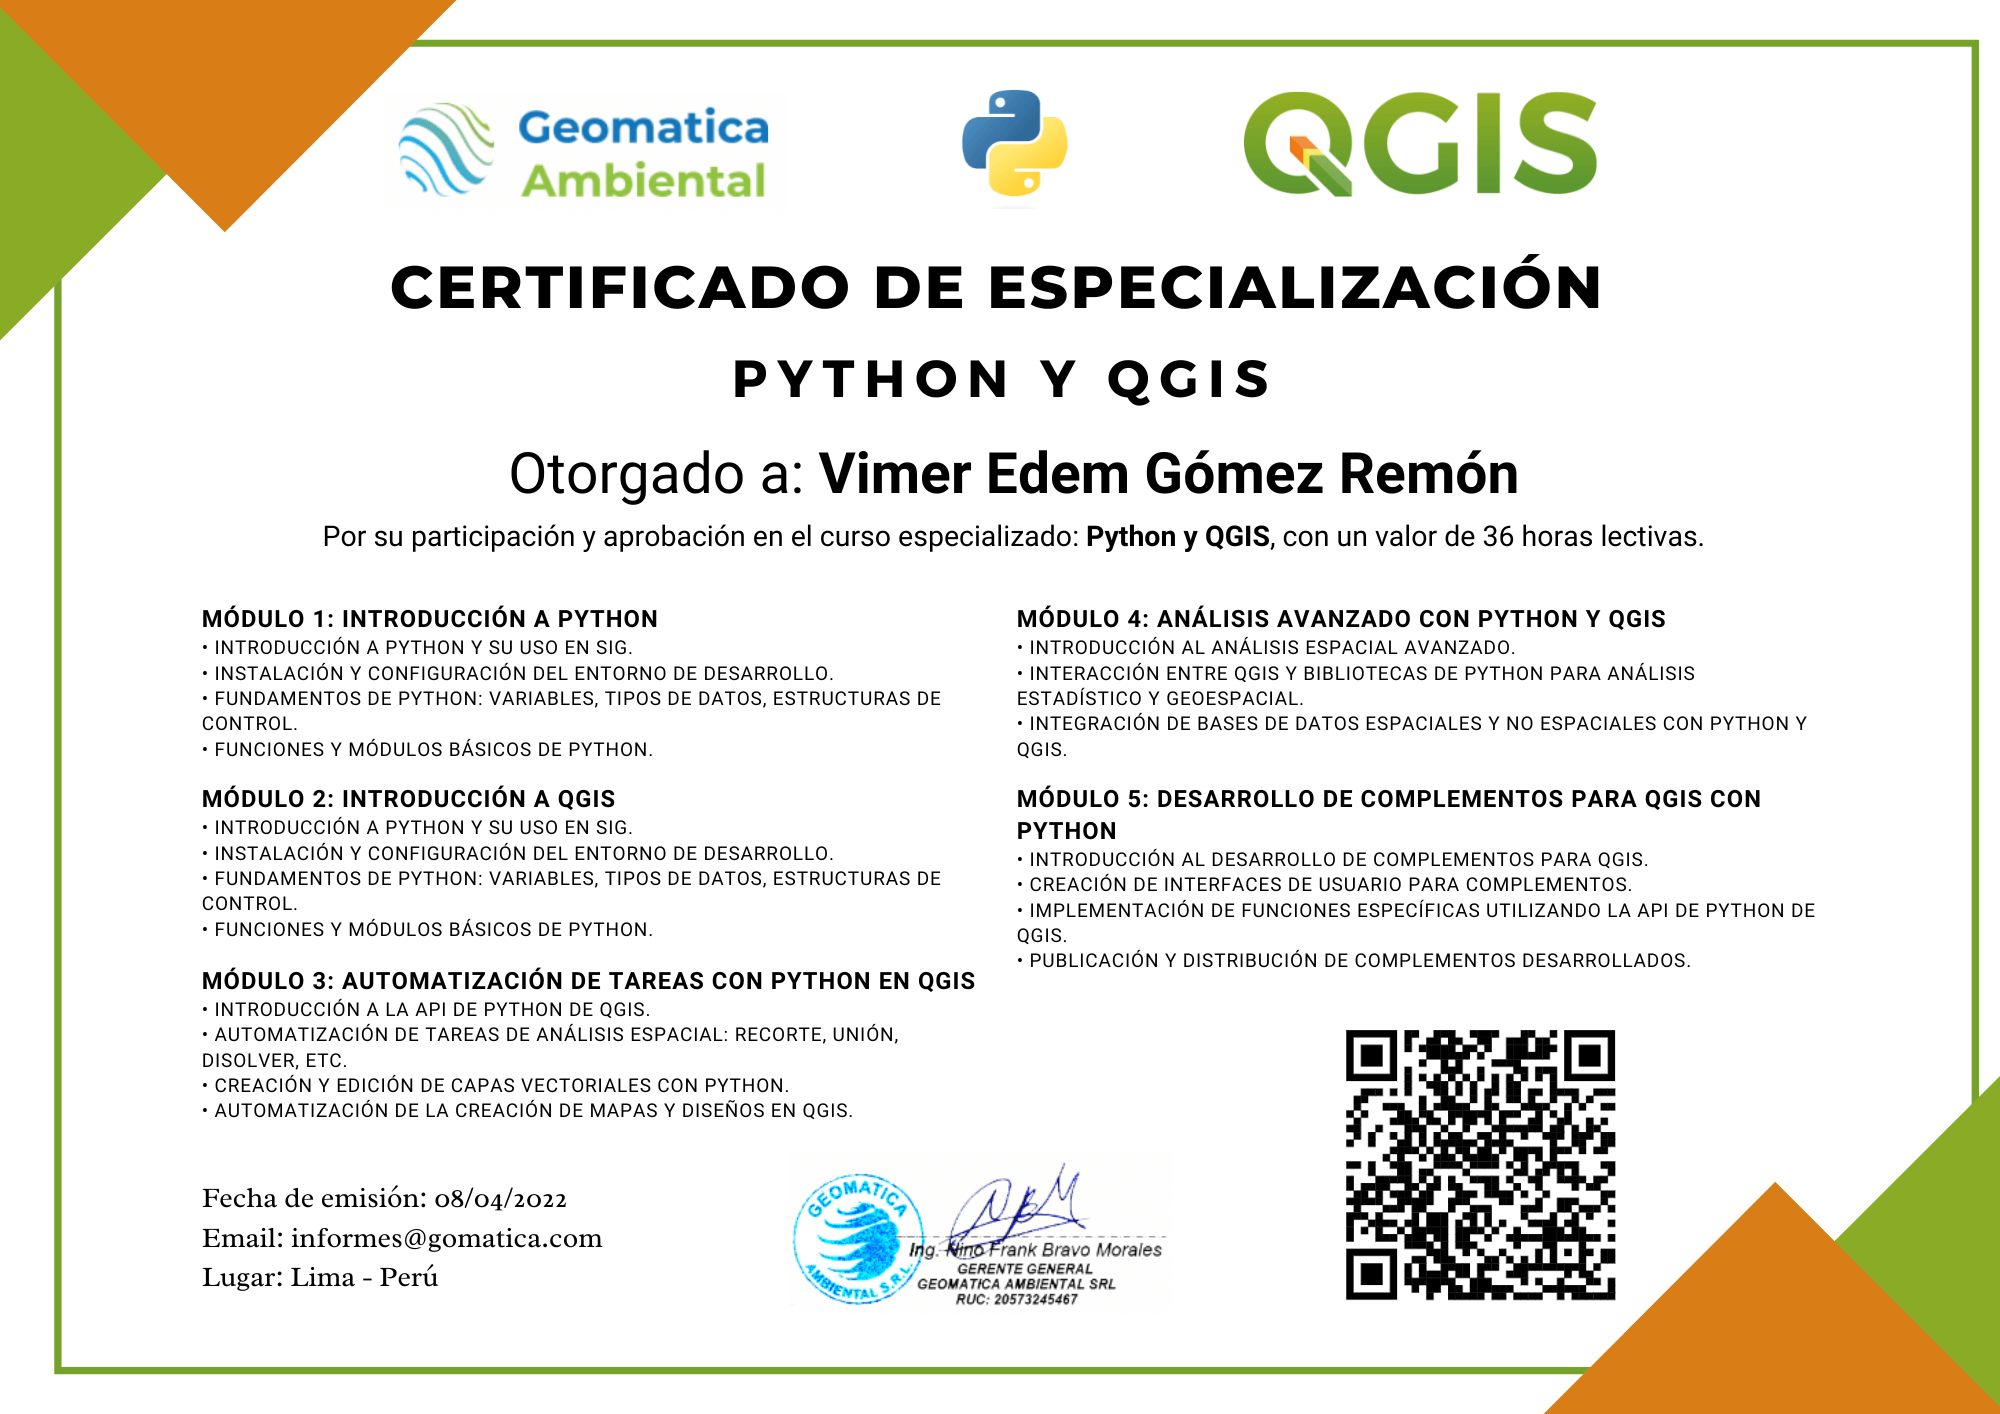 Geomatica
Ambiental
QGIS
CERTIFICADO DE ESPECIALIZACIÓN
PYTHON Y QGIS
Otorgado a: Vimer Edem Gómez Remón
Por su participación y aprobación en el curso especializado: Python y QGIS, con un valor de 36 horas lectivas.
MÓDULO 1: INTRODUCCIÓN A PYTHON
• INTRODUCCIÓN A PYTHON Y SU USO EN SIG.
• INSTALACIÓN Y CONFIGURACIÓN DEL ENTORNO DE DESARROLLO.
• FUNDAMENTOS DE PYTHON: VARIABLES, TIPOS DE DATOS, ESTRUCTURAS DE
CONTROL.
• FUNCIONES Y MÓDULOS BÁSICOS DE PYTHON.
MÓDULO 2: INTRODUCCIÓN A QGIS
• INTRODUCCIÓN A PYTHON Y SU USO EN SIG.
• INSTALACIÓN Y CONFIGURACIÓN DEL ENTORNO DE DESARROLLO.
• FUNDAMENTOS DE PYTHON: VARIABLES, TIPOS DE DATOS, ESTRUCTURAS DE
CONTROL.
• FUNCIONES Y MÓDULOS BÁSICOS DE PYTHON.
MÓDULO 3: AUTOMATIZACIÓN DE TAREAS CON PYTHON EN QGIS
• INTRODUCCIÓN A LA API DE PYTHON DE QGIS.
• AUTOMATIZACIÓN DE TAREAS DE ANÁLISIS ESPACIAL: RECORTE, UNIÓN,
DISOLVER, ETC.
• CREACIÓN Y EDICIÓN DE CAPAS VECTORIALES CON PYTHON.
• AUTOMATIZACIÓN DE LA CREACIÓN DE MAPAS Y DISEÑOS EN QGIS.
MÓDULO 4: ANÁLISIS AVANZADO CON PYTHON Y QGIS
• INTRODUCCIÓN AL ANÁLISIS ESPACIAL AVANZADO.
• INTERACCIÓN ENTRE QGIS Y BIBLIOTECAS DE PYTHON PARA ANÁLISIS
ESTADÍSTICO Y GEOESPACIAL.
• INTEGRACIÓN DE BASES DE DATOS ESPACIALES Y NO ESPACIALES CON PYTHON Y
QGIS.
MÓDULO 5: DESARROLLO DE COMPLEMENTOS PARA QGIS CON
PYTHON
• INTRODUCCIÓN AL DESARROLLO DE COMPLEMENTOS PARA QGIS.
• CREACIÓN DE INTERFACES DE USUARIO PARA COMPLEMENTOS.
• IMPLEMENTACIÓN DE FUNCIONES ESPECÍFICAS UTILIZANDO LA API DE PYTHON DE
QGIS.
• PUBLICACIÓN Y DISTRIBUCIÓN DE COMPLEMENTOS DESARROLLADOS.
Fecha de emisión: 08/04/2022
Email: informes@gomatica.com
Lugar: Lima - Perú
GEOMATICA
AMBIENTAL S.R.L.
Ing. Nino Frank Bravo Morales
GERENTE GENERAL
GEOMATICA AMBIENTAL SRL
RUC: 20573245467